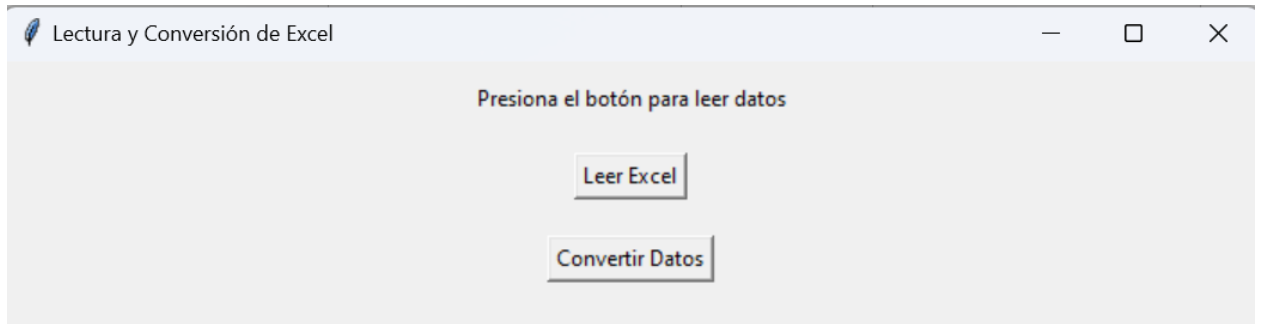 Lectura y Conversión de Excel
Presiona el botón para leer datos
Leer Excel
Convertir Datos